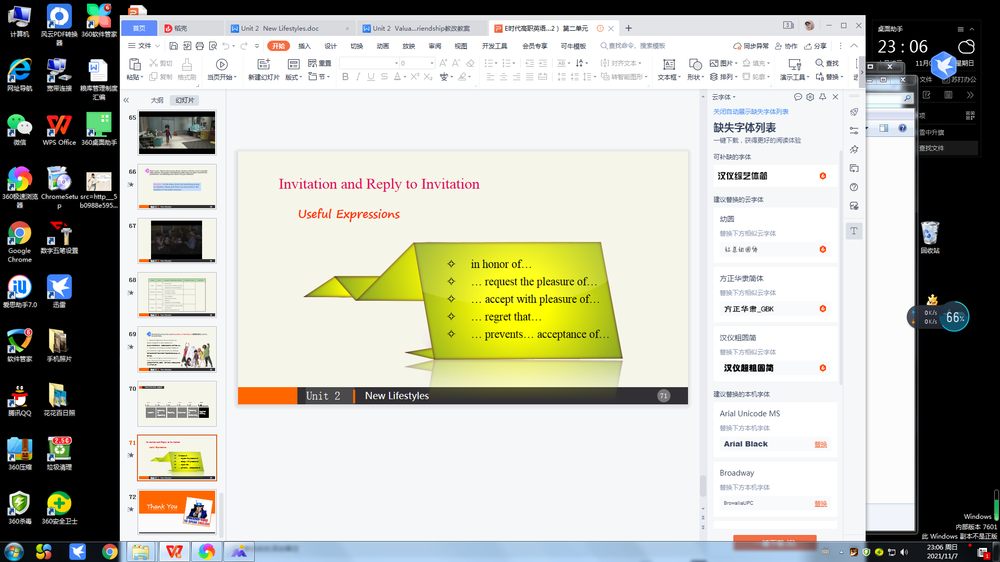 计算机
风云PDF转换器
360软件管家
6
网址导航
宽带连接
粮库管理制度汇编
微信
WPS Office
360桌面助手
360极速浏览器
ChromeSetup
src=http___5b0988e595...
Google Chrome
数字五笔设置
爱思助手7.0
迅雷
软件管家
6
手机照片
腾讯QQ
花花百日照
360压缩
2.5G
垃圾清理
360杀毒
360安全卫士
首页
稻壳
Unit 2 New Lifestyles.doc
Unit 2 Valua...riendship教改教案
E时代高职英语...2） 第二单元
3
文件
开始
插入
设计
切换
动画
放映
审阅
视图
开发工具
会员专享
可牛模板
查找命令、搜索模板
同步异常
协作
分享
粘贴
剪切
复制
格式刷
当页开始
新建幻灯片
版式
重置
节
0
对齐文本
转智能图形
文本框
形状
图片
排列
填充
轮廓
演示工具
查找
替换
大纲
幻灯片
65
66
67
68
69
70
71
72
Invitation and Reply to Invitation
Useful Expressions
in honor of…
… request the pleasure of…
… accept with pleasure of…
… regret that…
… prevents… acceptance of…
Unit 2
New Lifestyles
71
Thank You
I WANT YOU
TO SPEAK ENGLISH
云字体
关闭自动展示缺失字体列表
缺失字体列表
一键下载，获得更好的阅读体验
可补缺的字体
汉仪综艺体简
建议替换的云字体
幼圆
替换下方相似云字体
红豆幼圆体
方正华隶简体
替换下方相似云字体
方正华隶_GBK
汉仪粗圆简
替换下方相似云字体
汉仪超粗圆简
建议替换的本机字体
Arial Unicode MS
替换下方本机字体
Arial Black
替换
Broadway
替换下方本机字体
BrowalliaUPC
替换
桌面助手
23:06
星期日
文件
苏打办公
项
雪中升旗
查找文件
回收站
VIP
0K/s
0K/s
66%
Windows
内部版本 7601
此 Windows 副本不是正版
23:06 周日
2021/11/7
1